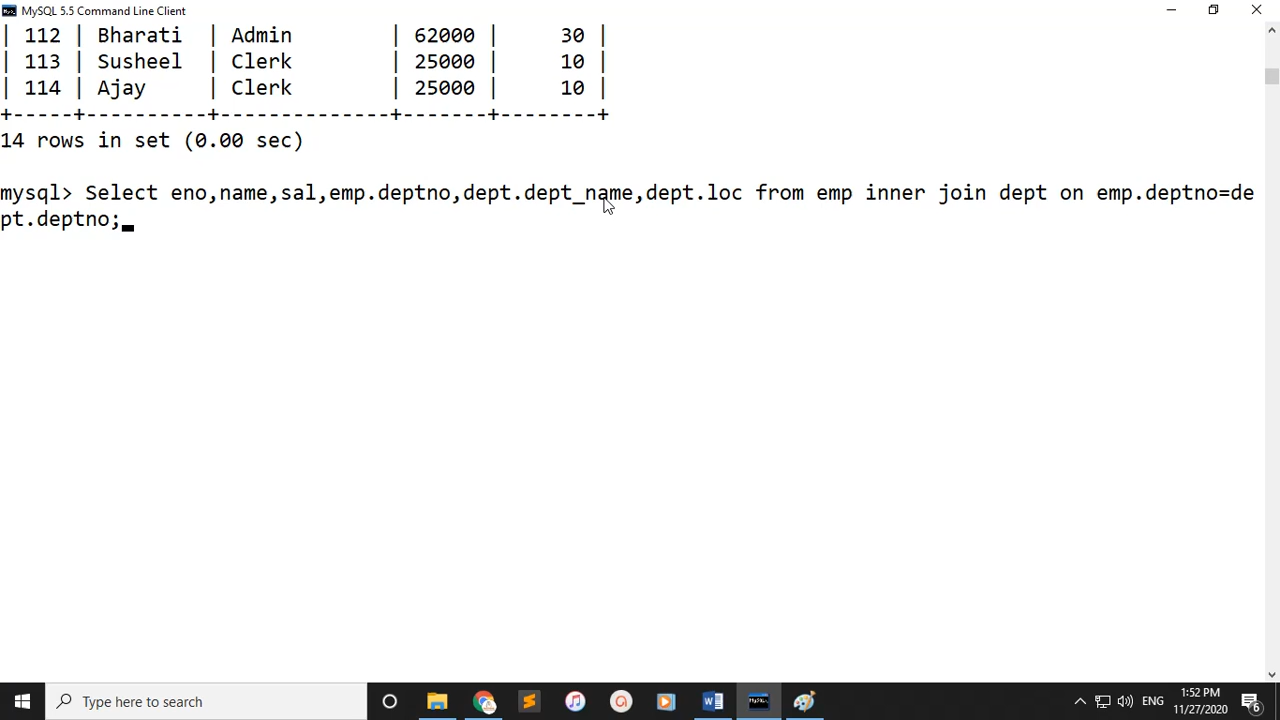 MySQL 5.5 Command Line Client
| 112 | Bharati  | Admin        | 62000 |     30 |
| 113 | Susheel  | Clerk        | 25000 |     10 |
| 114 | Ajay     | Clerk        | 25000 |     10 |
+-----+----------+--------------+-------+--------+
14 rows in set (0.00 sec)
mysql> Select eno,name,sal,emp.deptno,dept.dept_name,dept.loc from emp inner join dept on emp.deptno=de
pt.deptno;
Type here to search
ENG
1:52 PM
11/27/2020
6